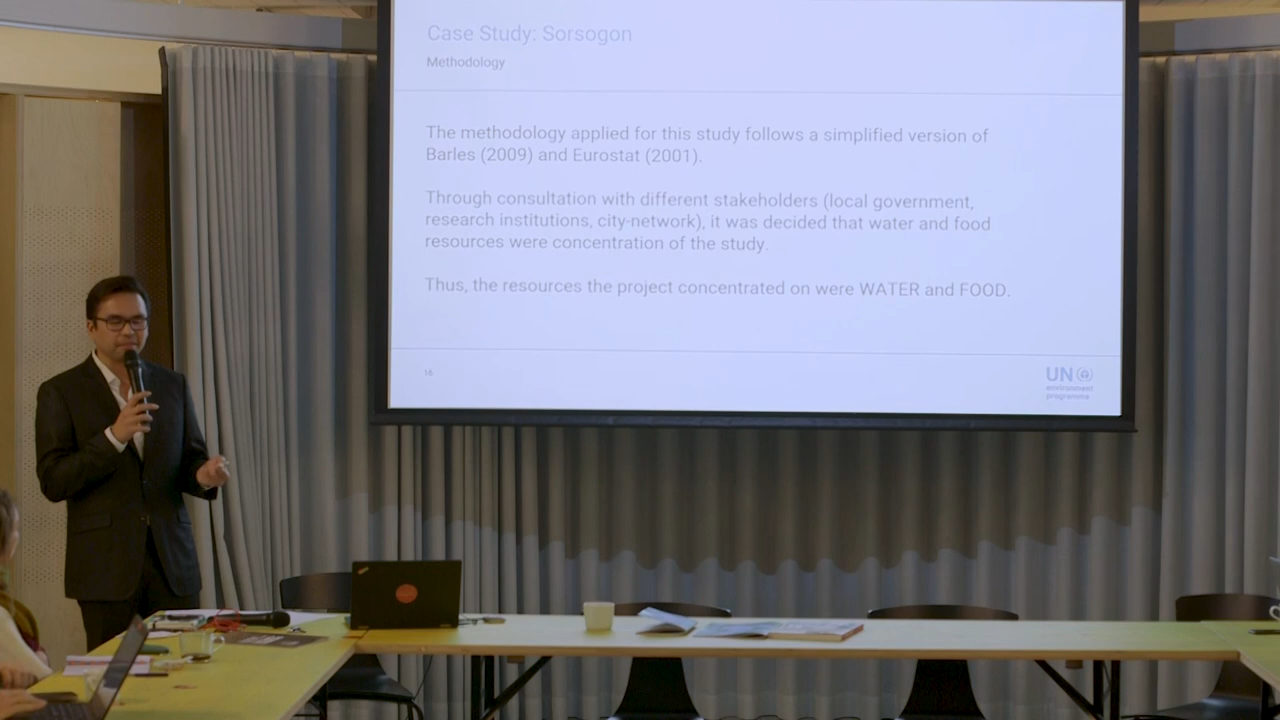 Case Study: Sorsogon
Methodology
The methodology applied for this study follows a simplified version of
Barles (2009) and Eurostat (2001).
Through consultation with different stakeholders (local government,
research institutions, city-network), it was decided that water and food
resources were concentration of the study.
Thus, the resources the project concentrated on were WATER and FOOD.
16
UN
environment
programme